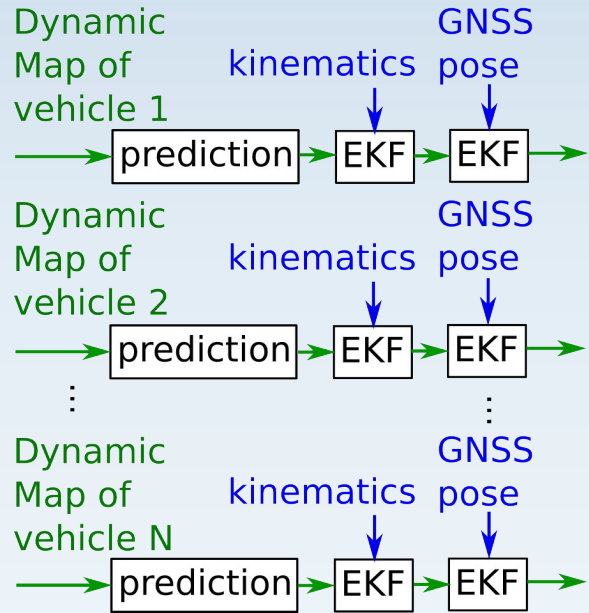 Dynamic
Map of
vehicle 1
kinematics
GNSS
pose
prediction
EKF
EKF
Dynamic
Map of
vehicle 2
kinematics
GNSS
pose
prediction
EKF
EKF
Dynamic
Map of
vehicle N
kinematics
GNSS
pose
prediction
EKF
EKF